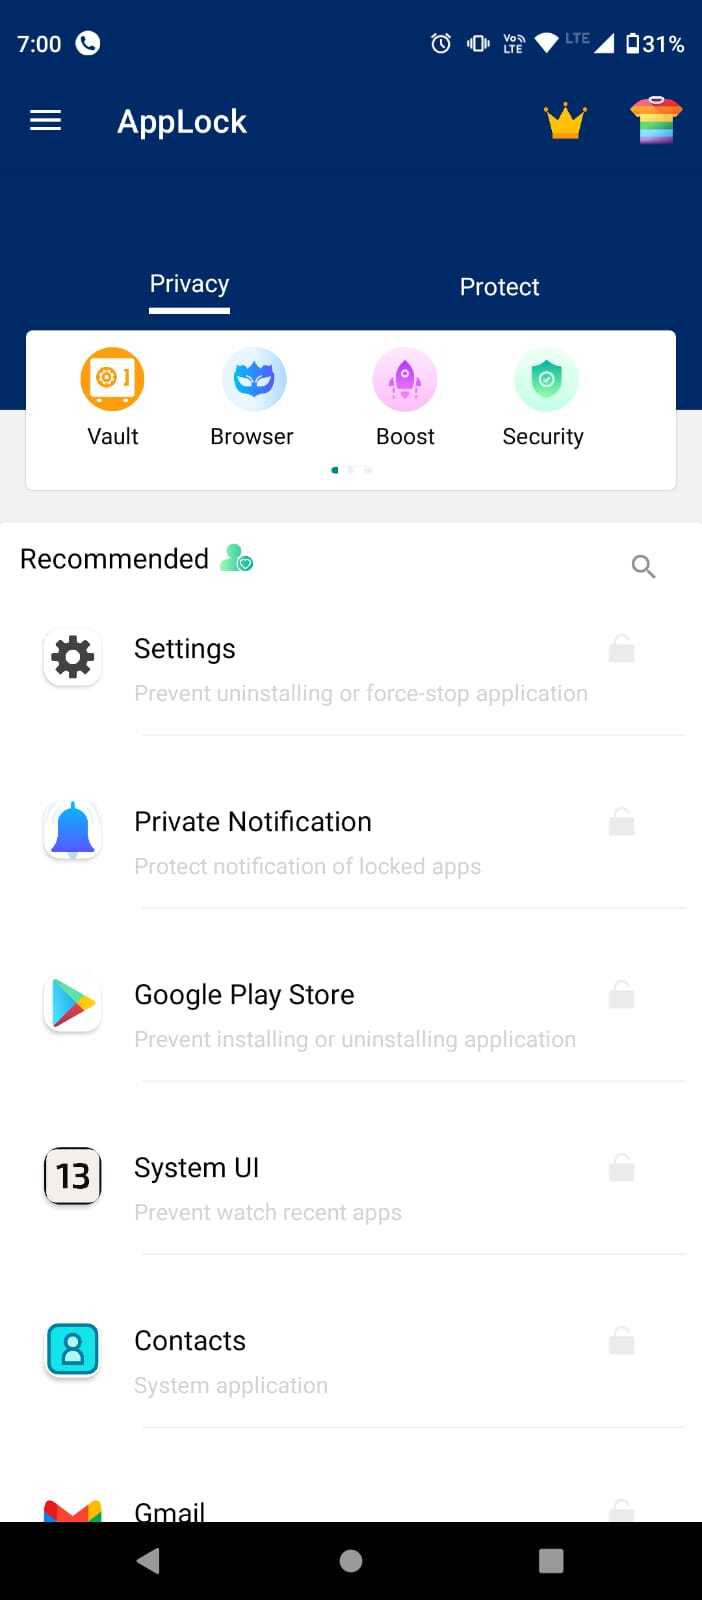 7:00 Vo LTE LTE 31%
AppLock
Privacy Protect
Vault Browser Boost Security
Recommended
Settings
Prevent uninstalling or force-stop application
Private Notification
Protect notification of locked apps
Google Play Store
Prevent installing or uninstalling application
13 System UI
Prevent watch recent apps
Contacts
System application
Gmail